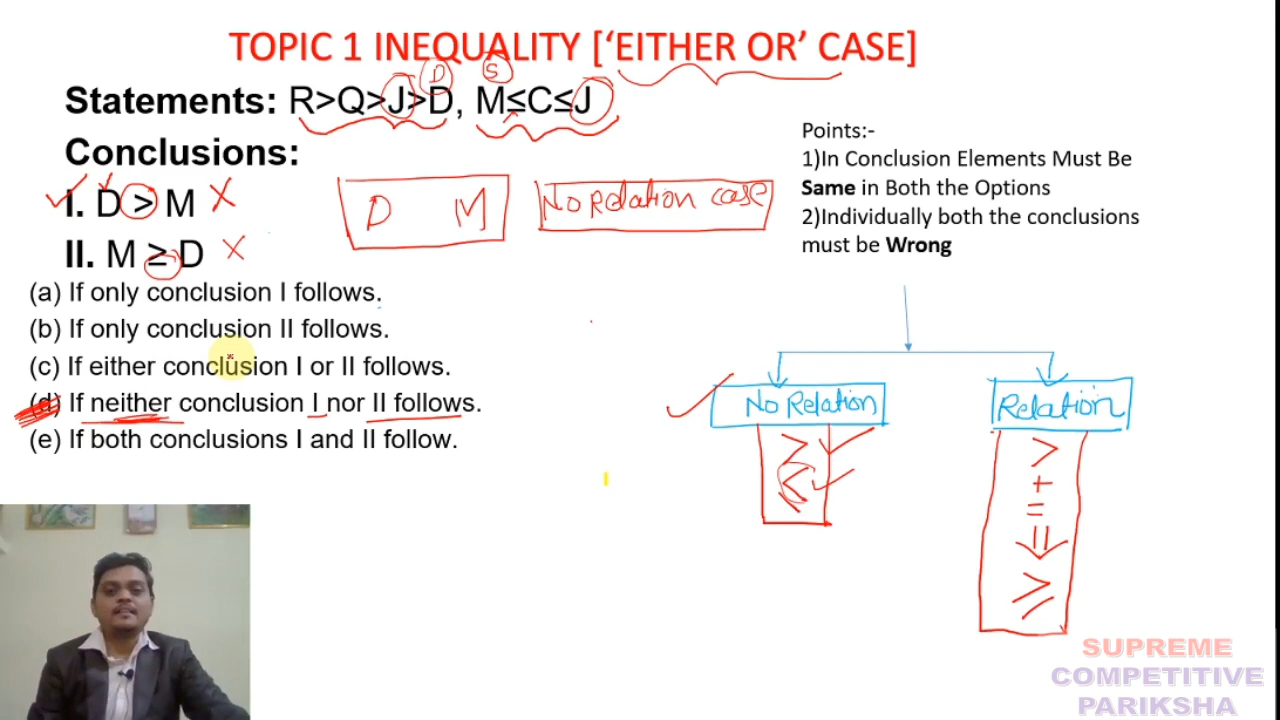 TOPIC 1 INEQUALITY ['EITHER OR' CASE]
D S
Statements: R>Q>J>D, M≤C≤J
Conclusions:
I. D > M X
II. M ≥ D X
D M
No Relation case
(a) If only conclusion I follows.
(b) If only conclusion II follows.
(c) If either conclusion I or II follows.
(d) If neither conclusion I nor II follows.
(e) If both conclusions I and II follow.
Points:-
1)In Conclusion Elements Must Be
Same in Both the Options
2)Individually both the conclusions
must be Wrong
No Relation
>
≤
Relation
>
+
=
≥
SUPREME
COMPETITIVE
PARIKSHA